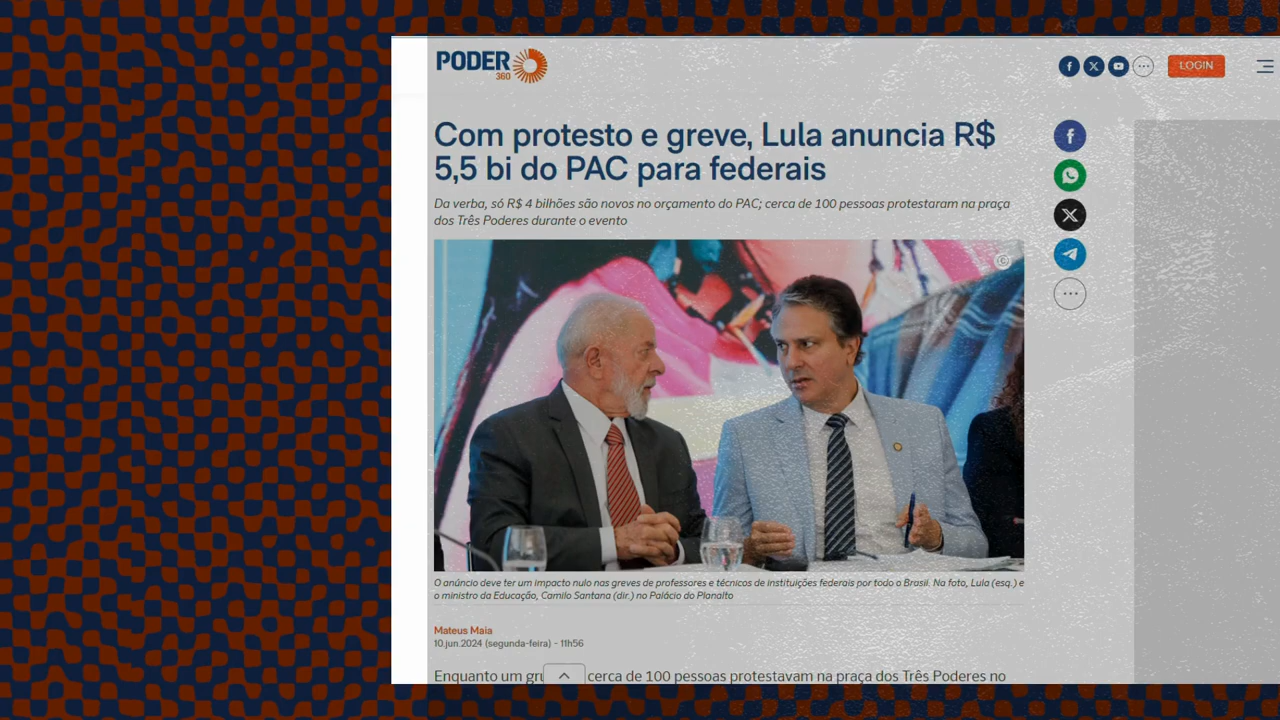 PODER
360
LOGIN
Com protesto e greve, Lula anuncia R$
5,5 bi do PAC para federais
Da verba, só R$ 4 bilhões são novos no orçamento do PAC; cerca de 100 pessoas protestaram na praça
dos Três Poderes durante o evento
©
O anúncio deve ter um impacto nulo nas greves de professores e técnicos de instituições federais por todo o Brasil. Na foto, Lula (esq.) e
o ministro da Educação, Camilo Santana (dir.) no Palácio do Planalto
Mateus Maia
10.jun.2024 (segunda-feira) - 11h56
Enquanto um gru cerca de 100 pessoas protestavam na praça dos Três Poderes no